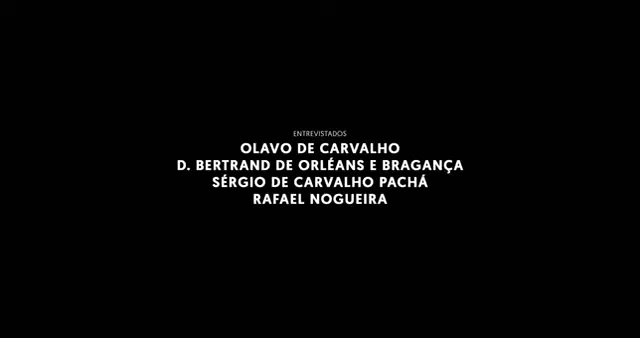 ENTREVISTADOS
OLAVO DE CARVALHO
D. BERTRAND DE ORLÉANS E BRAGANÇA
SÉRGIO DE CARVALHO PACHÁ
RAFAEL NOGUEIRA